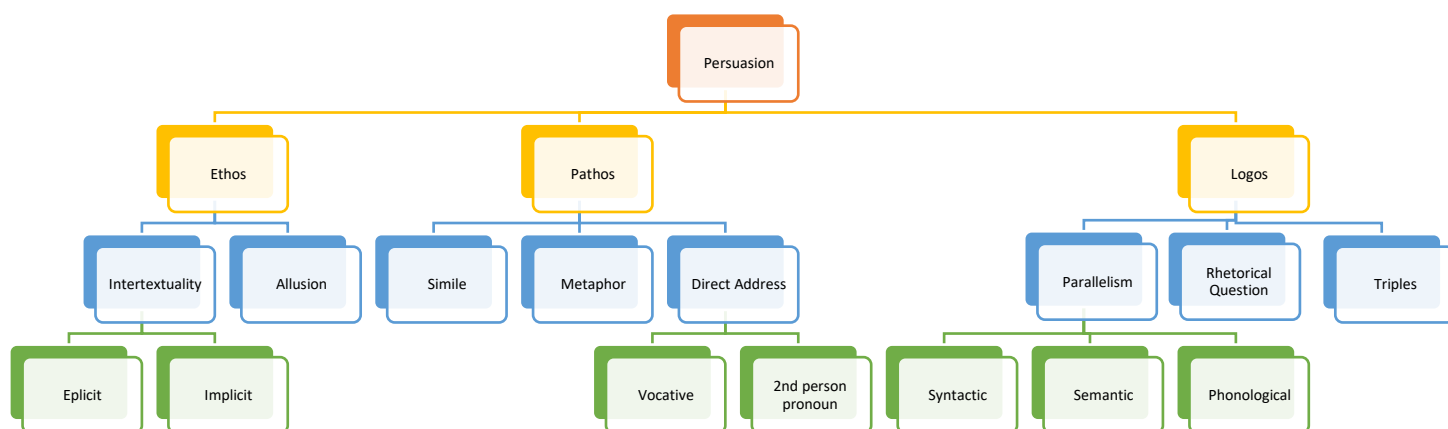 Persuasion
Ethos
Pathos
Logos
Intertextuality
Allusion
Simile
Metaphor
Direct Address
Parallelism
Rhetorical
Question
Triples
Eplicit
Implicit
Vocative
2nd person
pronoun
Syntactic
Semantic
Phonological